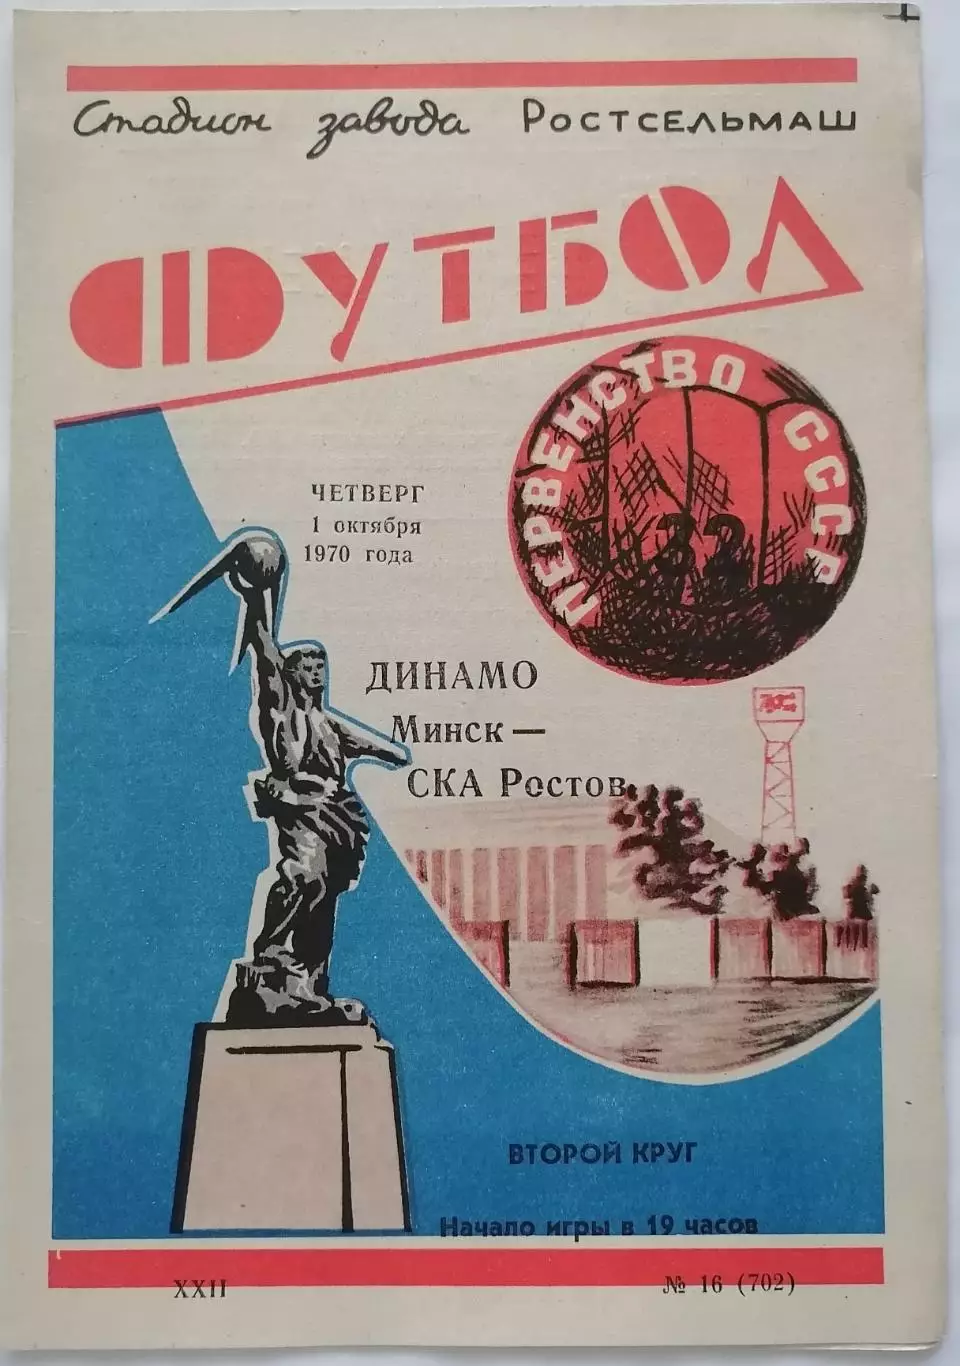 Стадион завода Ростсельмаш
ФУТБОЛ
ПЕРВЕНСТВО СССР
32
ЧЕТВЕРГ
1 октября
1970 года
ДИНАМО
Минск —
СКА Ростов
ВТОРОЙ КРУГ
Начало игры в 19 часов
XXII
№ 16 (702)